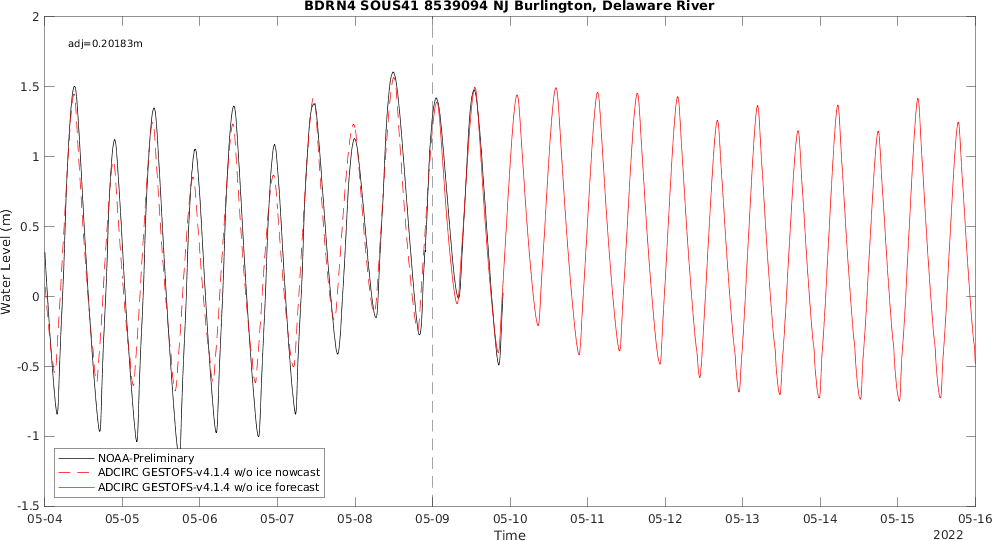 BDRN4 SOUS41 8539094 NJ Burlington, Delaware River
adj=0.20183m
2
1.5
1
0.5
0
-0.5
-1
-1.5
Water Level (m)
NOAA-Preliminary
ADCIRC GESTOFS-v4.1.4 w/o ice nowcast
ADCIRC GESTOFS-v4.1.4 w/o ice forecast
05-04 05-05 05-06 05-07 05-08 05-09 05-10 05-11 05-12 05-13 05-14 05-15 05-16
Time
2022